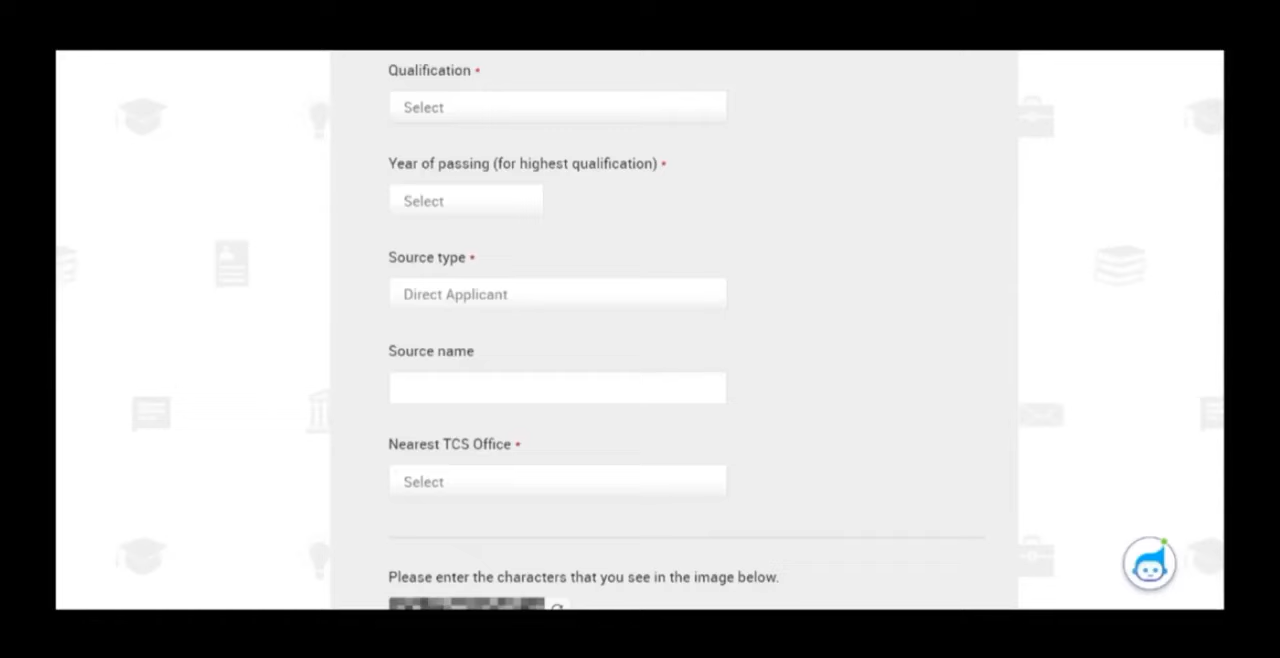 Qualification •
Select
Year of passing (for highest qualification) •
Select
Source type •
Direct Applicant
Source name
Nearest TCS Office •
Select
Please enter the characters that you see in the image below.